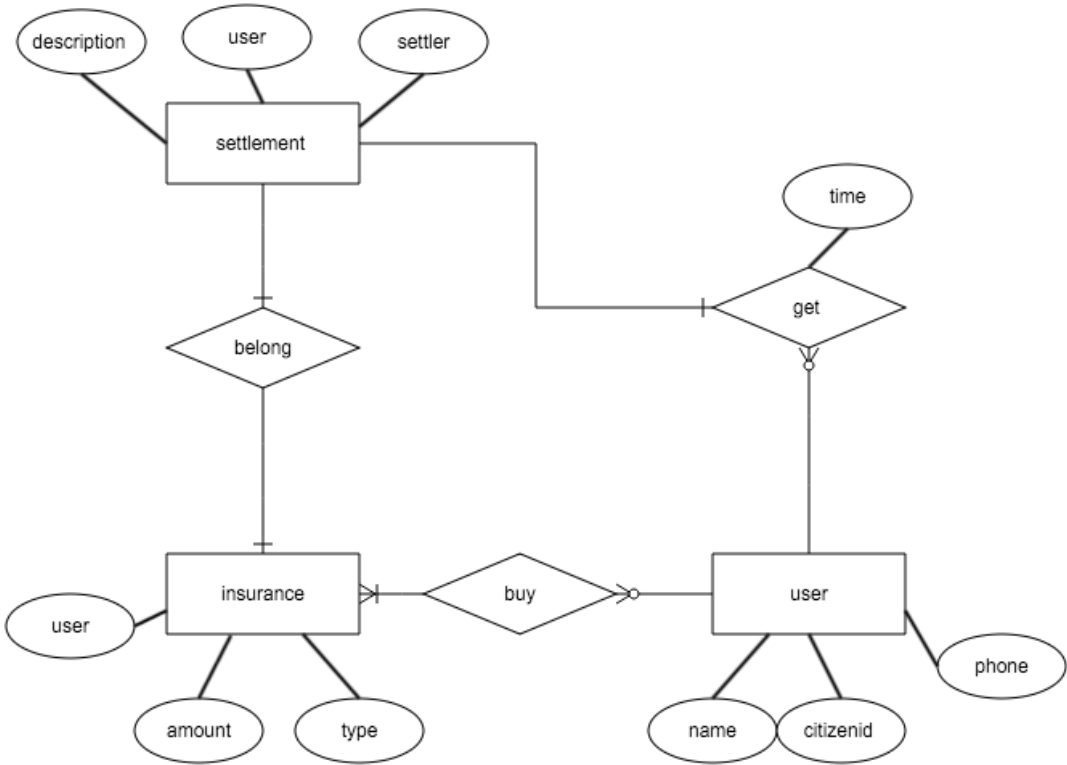 description
user
settler
settlement
time
get
belong
insurance
buy
user
user
phone
amount
type
name
citizenid